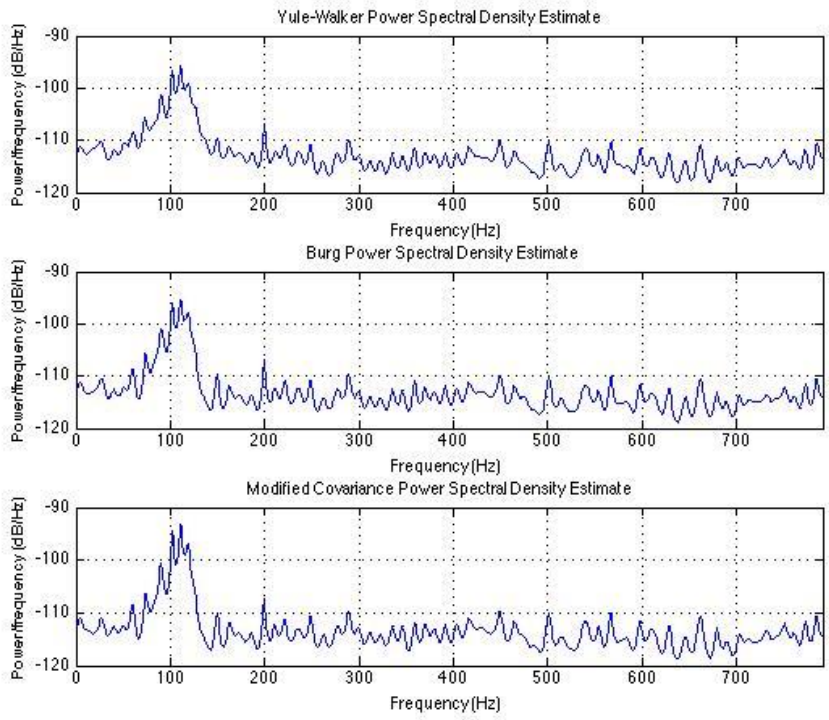 Yule-Walker Power Spectral Density Estimate
Power/frequency (dB/Hz)
-90
-100
-110
-120
0 100 200 300 400 500 600 700
Frequency(Hz)
Burg Power Spectral Density Estimate
Power/frequency (dB/Hz)
-90
-100
-110
-120
0 100 200 300 400 500 600 700
Frequency(Hz)
Modified Covariance Power Spectral Density Estimate
Power/frequency (dB/Hz)
-90
-100
-110
-120
0 100 200 300 400 500 600 700
Frequency(Hz)